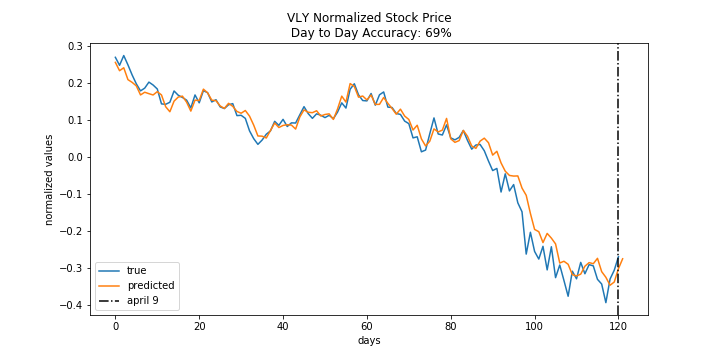 VLY Normalized Stock Price
Day to Day Accuracy: 69%
0.3
0.2
0.1
0.0
−0.1
−0.2
−0.3
−0.4
normalized values
true
predicted
april 9
0 20 40 60 80 100 120
days